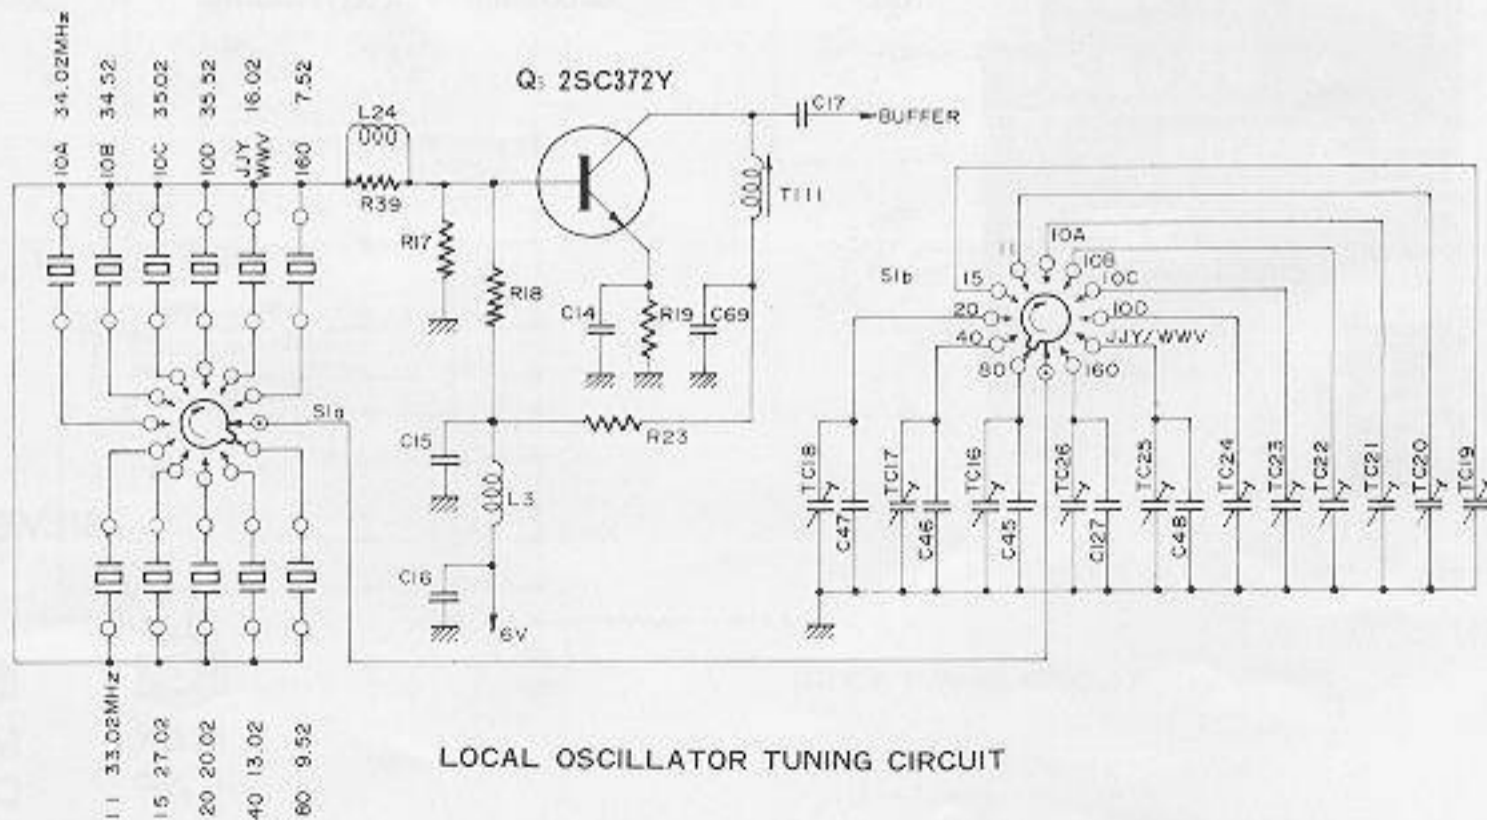 10A 34.02MHz
10B 34.52
10C 35.02
10D 35.52
JJY WWV 16.02
160 7.52
L24
R39
Q3 2SC372Y
C17
BUFFER
T111
R17
R18
C14
R19
C69
S1a
C15
R23
L3
C16
6V
11 33.02MHz
15 27.02
20 20.02
40 13.02
80 9.52
S1b
11
10A
10B
15
10C
20
10D
40
JJY/WWV
80
160
TC18
C47
TC17
C46
TC16
C45
TC26
C127
TC25
C48
TC24
TC23
TC22
TC21
TC20
TC19
LOCAL OSCILLATOR TUNING CIRCUIT